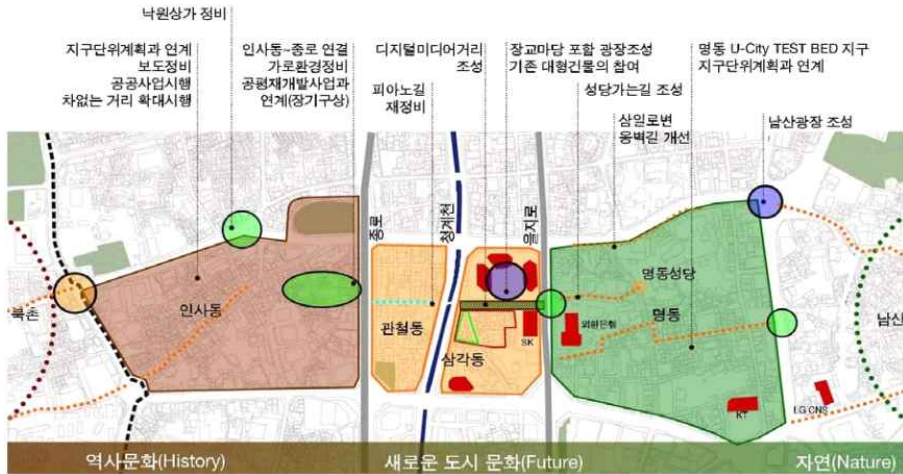 낙원상가 정비
지구단위계획과 연계
보도정비
공공사업시행
차없는 거리 확대시행
인사동~종로 연결
가로환경정비
공평재개발사업과
연계(장기구상)
디지털미디어거리
조성
피아노길
재정비
장교마당 포함 광장조성
기존 대형건물의 참여
성당가는길 조성
삼일로변
옹벽길 개선
명동 U-City TEST BED 지구
지구단위계획과 연계
남산광장 조성
종로
청계천
을지로
북촌
인사동
관철동
삼각동
SK
외환은행
명동성당
명동
KT
LG CNS
남산
역사문화(History)
새로운 도시 문화(Future)
자연(Nature)